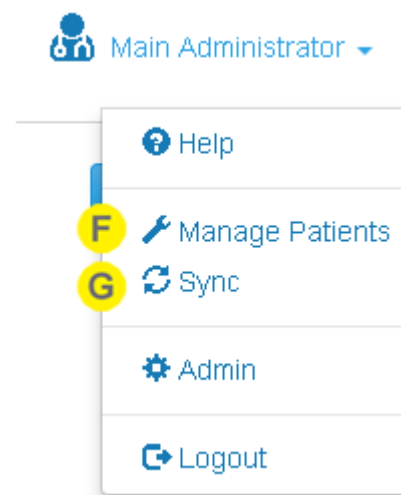 Main Administrator
Help
F Manage Patients
G Sync
Admin
Logout